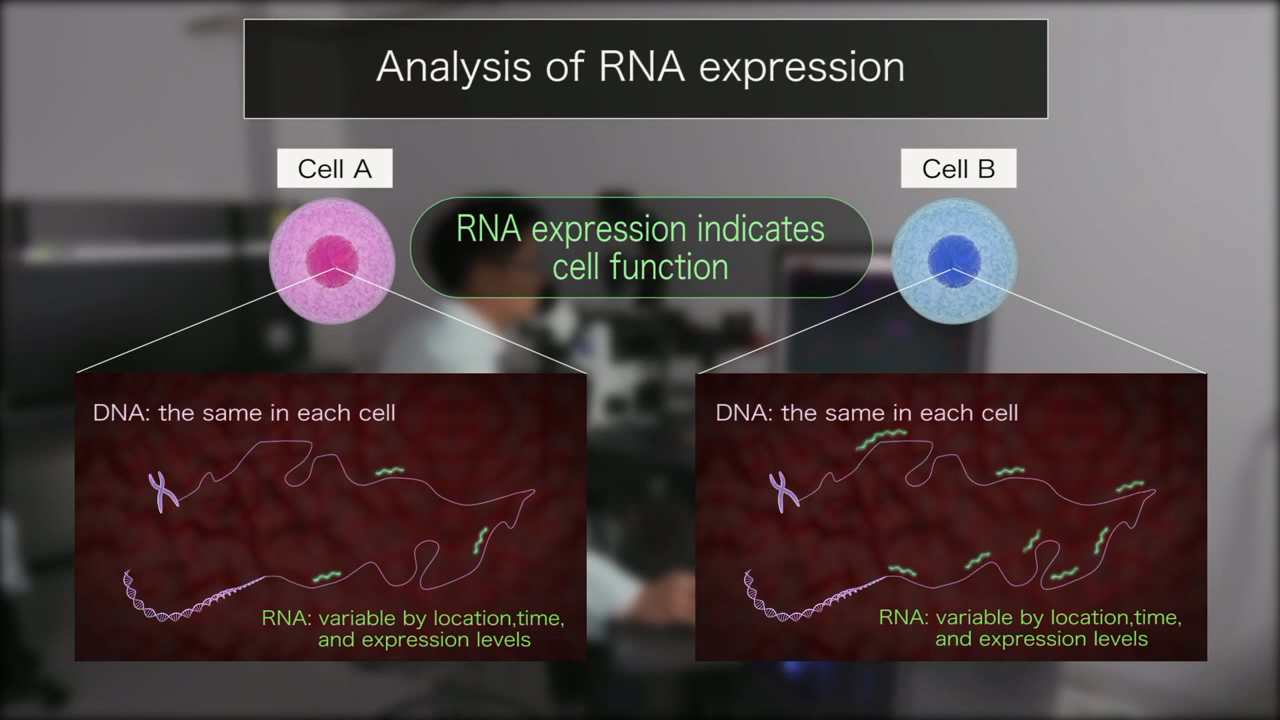 Analysis of RNA expression
Cell A
Cell B
RNA expression indicates
cell function
DNA: the same in each cell
RNA: variable by location,time,
and expression levels
DNA: the same in each cell
RNA: variable by location,time,
and expression levels